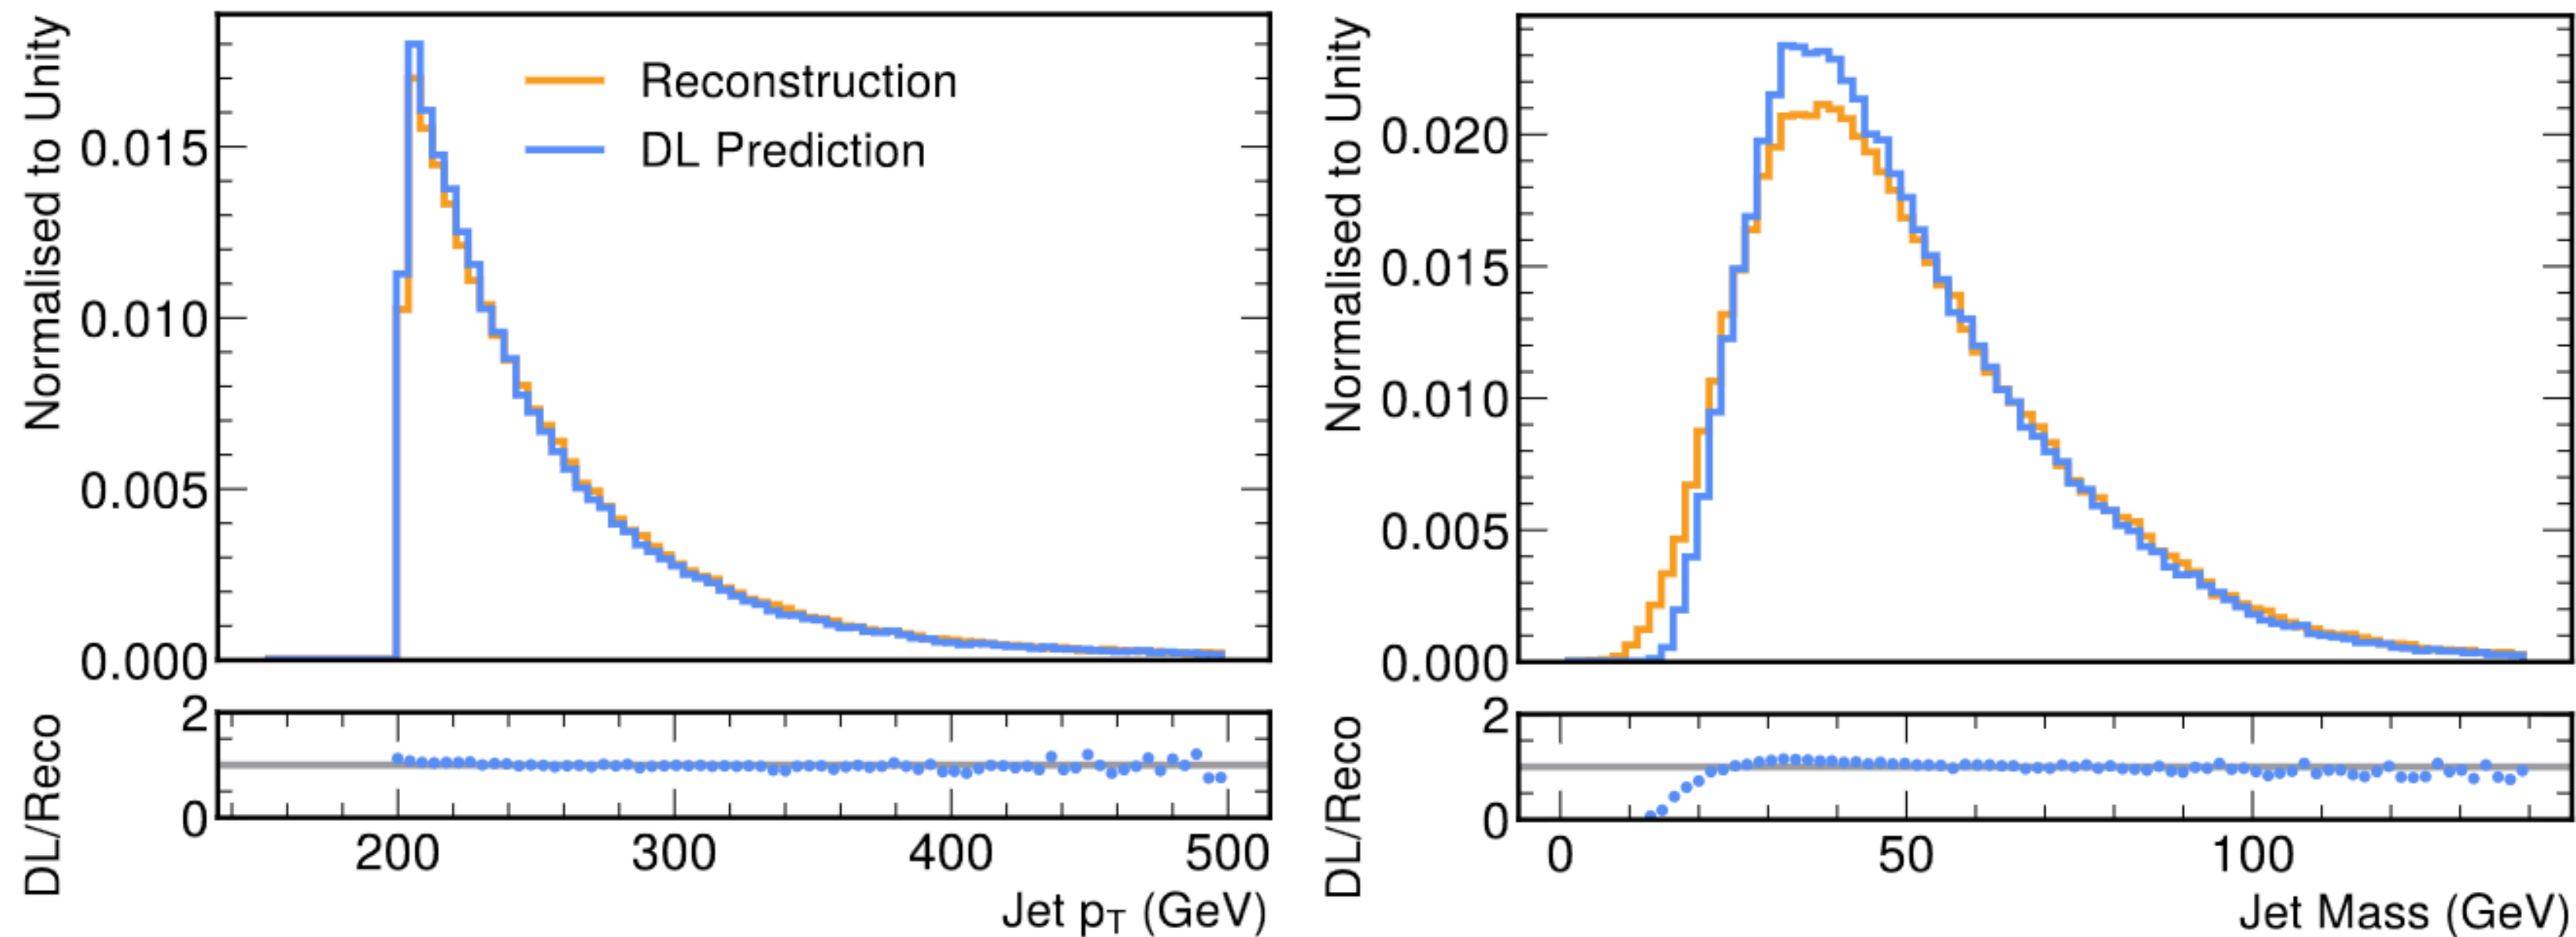 Normalised to Unity
0.015
0.010
0.005
0.000
Reconstruction
DL Prediction
DL/Reco
2
0
200 300 400 500
Jet pT (GeV)
Normalised to Unity
0.020
0.015
0.010
0.005
0.000
DL/Reco
2
0
0 50 100
Jet Mass (GeV)